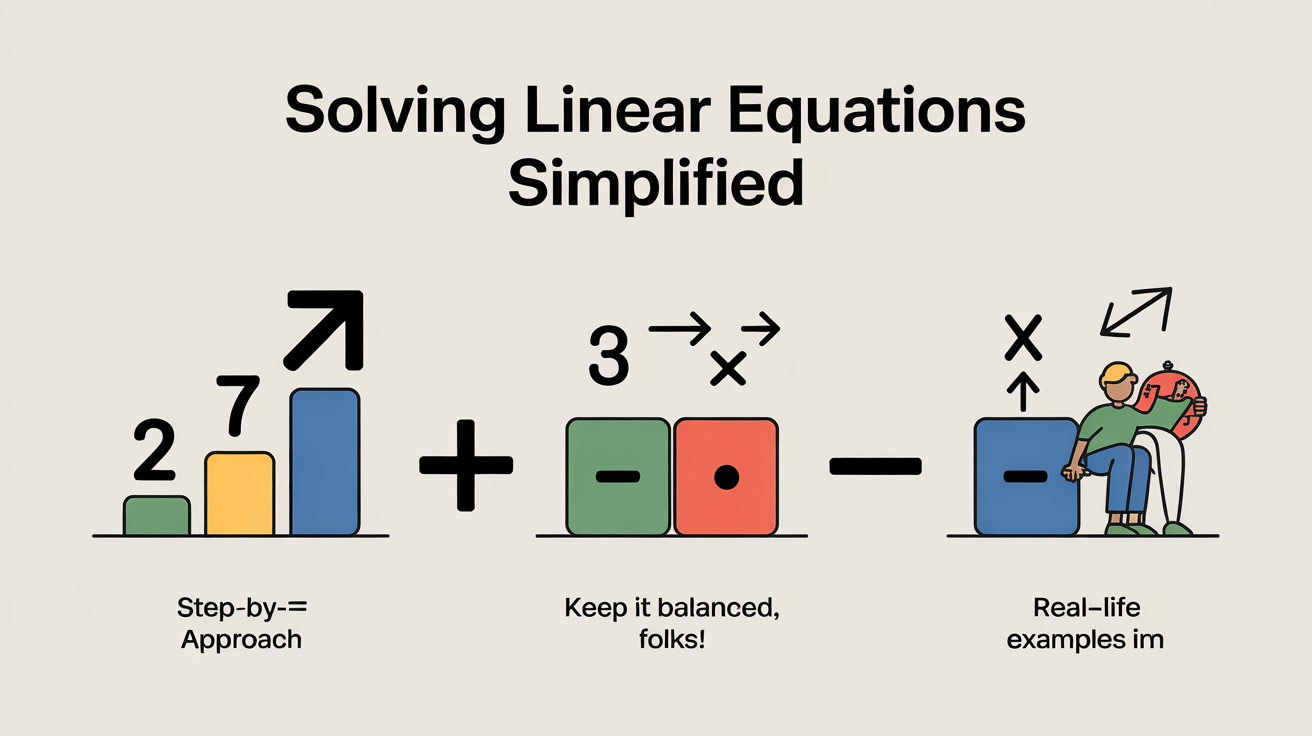 Solving Linear Equations
Simplified
2
7
+
3 → × →
- •
−
X
-
Step-by-=
Approach
Keep it balanced,
folks!
Real–life
examples im